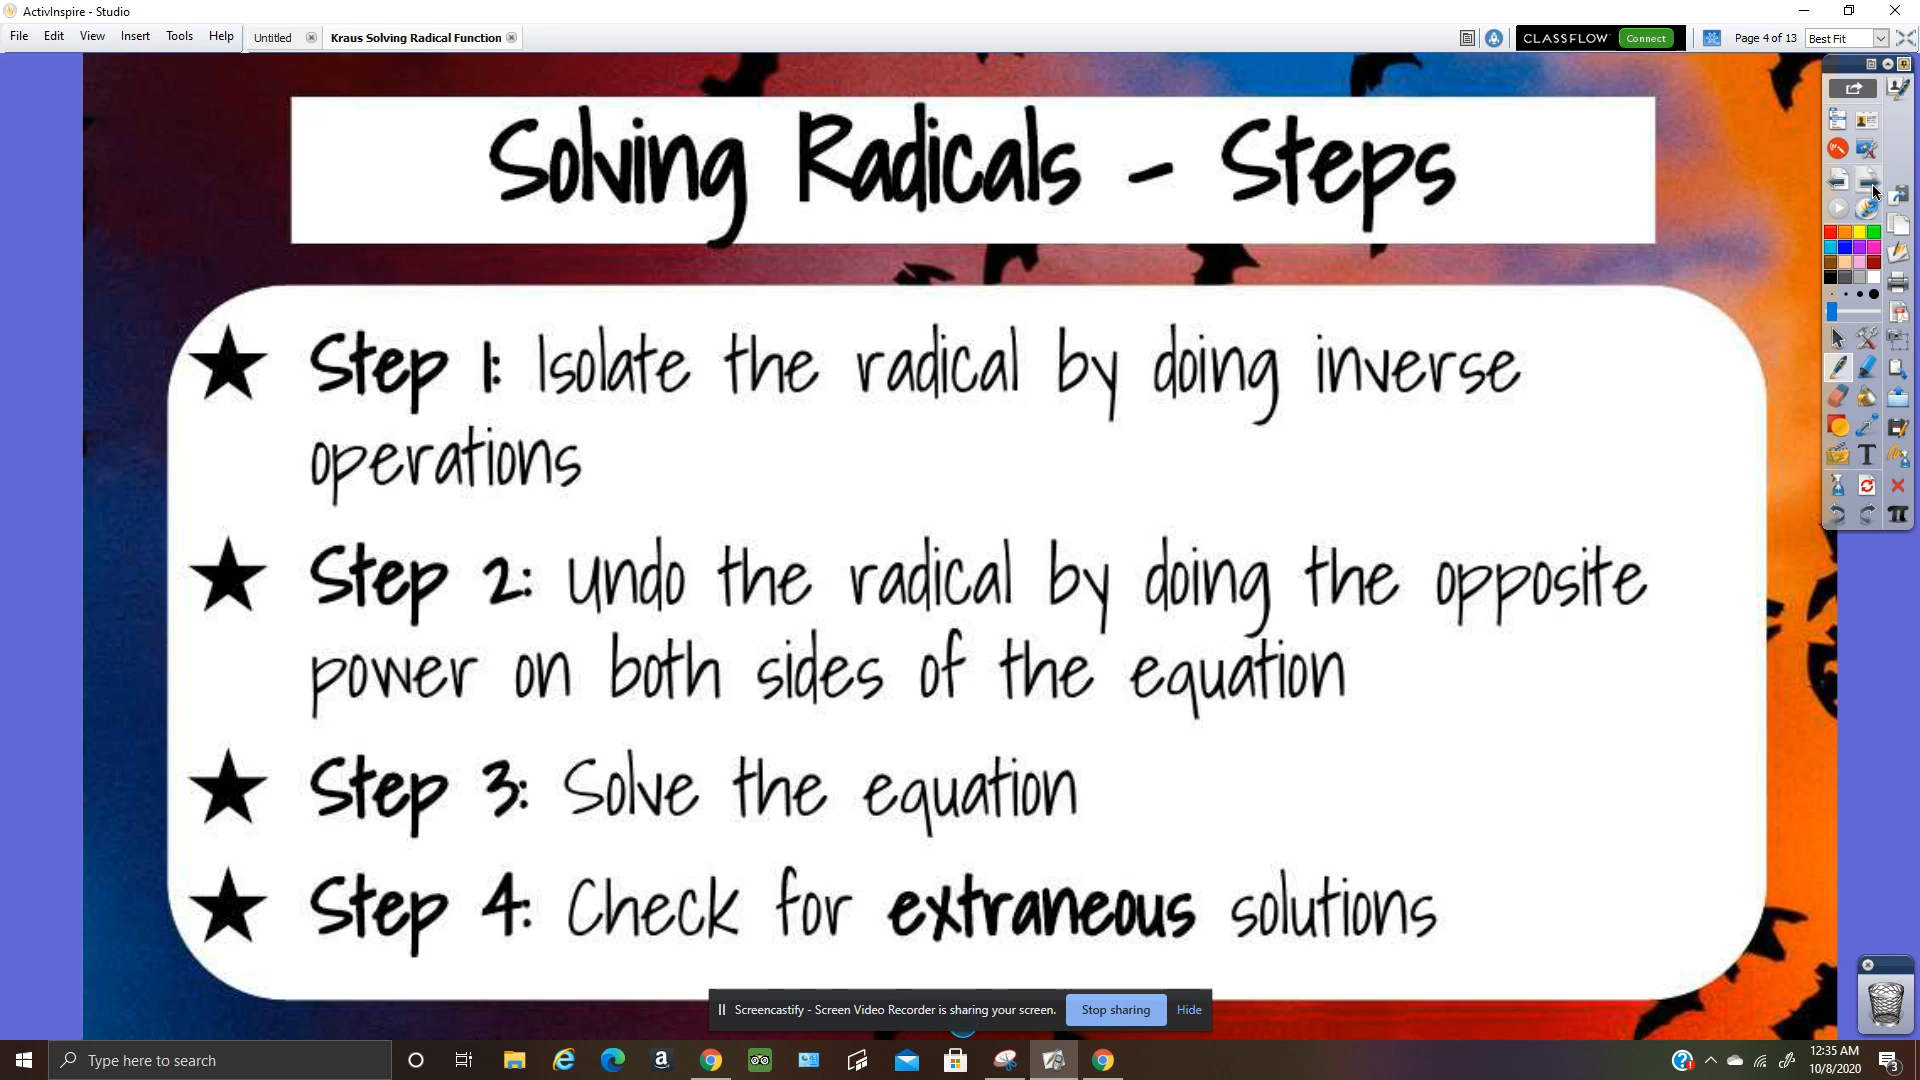 ActivInspire - Studio
File Edit View Insert Tools Help
Untitled
Kraus Solving Radical Function
CLASSFLOW Connect
Page 4 of 13
Best Fit
Solving Radicals - Steps
★ Step 1: Isolate the radical by doing inverse
operations
★ Step 2: Undo the radical by doing the opposite
power on both sides of the equation
★ Step 3: Solve the equation
★ Step 4: Check for extraneous solutions
Screencastify - Screen Video Recorder is sharing your screen. Stop sharing Hide
Type here to search
12:35 AM
10/8/2020
3